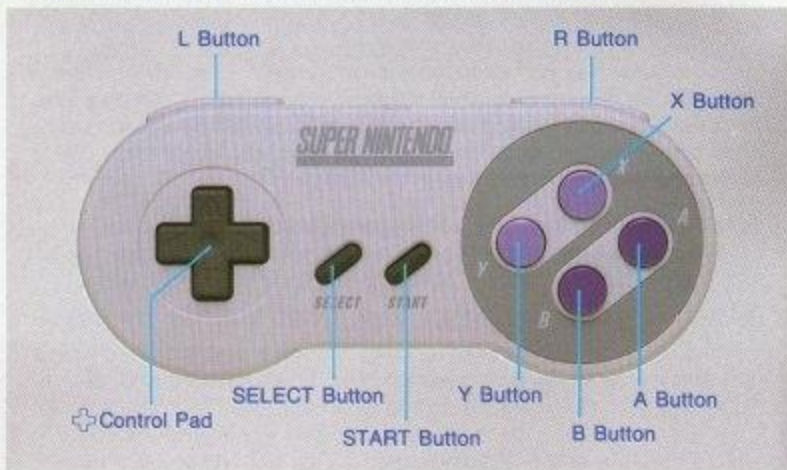 L Button
R Button
X Button
SUPER NINTENDO
X
A
Y
B
SELECT
START
SELECT Button
Y Button
A Button
Control Pad
START Button
B Button